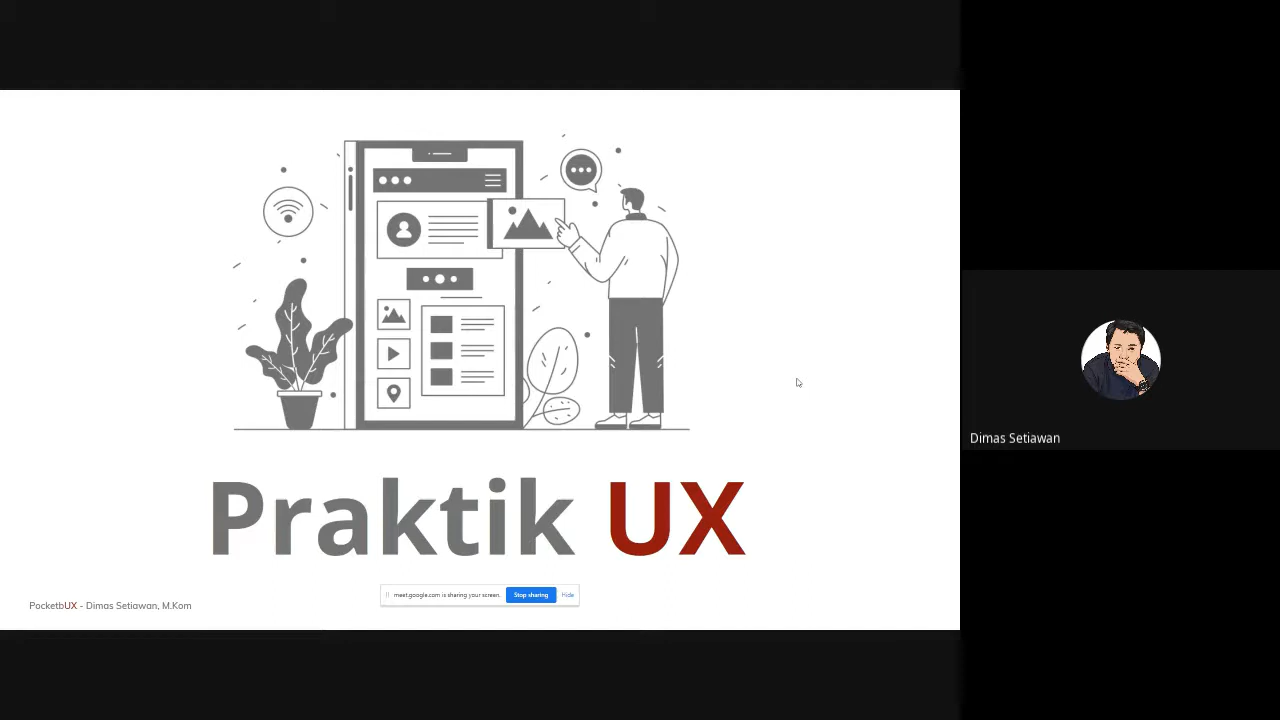 Praktik UX
PocketbUX - Dimas Setiawan, M.Kom
meet.google.com is sharing your screen.
Stop sharing
Hide
Dimas Setiawan